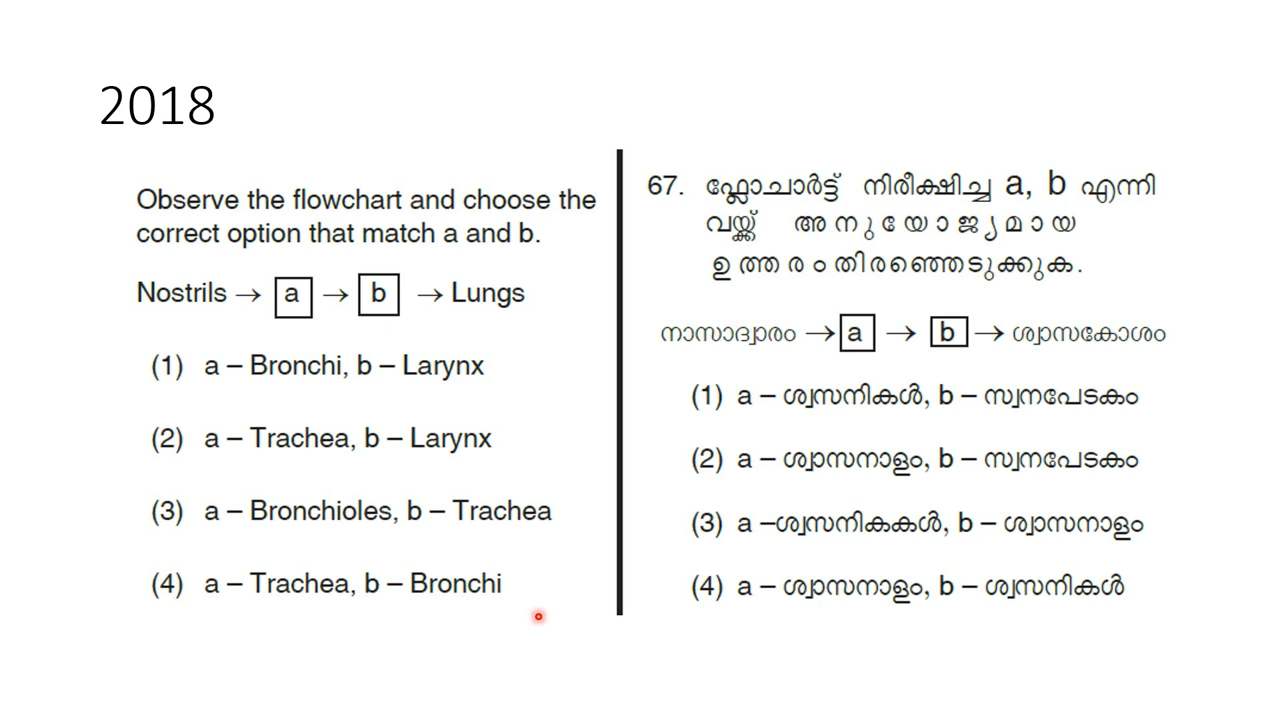 2018
Observe the flowchart and choose the
correct option that match a and b.
Nostrils → a → b → Lungs
(1) a – Bronchi, b – Larynx
(2) a – Trachea, b – Larynx
(3) a – Bronchioles, b – Trachea
(4) a – Trachea, b – Bronchi
67. ഫ്ലോചാർട്ട് നിരീക്ഷിച്ച a, b എന്നി
വയ്ക്ക് അനുയോജ്യമായ
ഉത്തരംതിരഞ്ഞെടുക്കുക.
നാസാദ്വാരം → a → b → ശ്വാസകോശം
(1) a – ശ്വസനികൾ, b – സ്വനപേടകം
(2) a – ശ്വാസനാളം, b – സ്വനപേടകം
(3) a –ശ്വസനികകൾ, b – ശ്വാസനാളം
(4) a – ശ്വാസനാളം, b – ശ്വസനികൾ